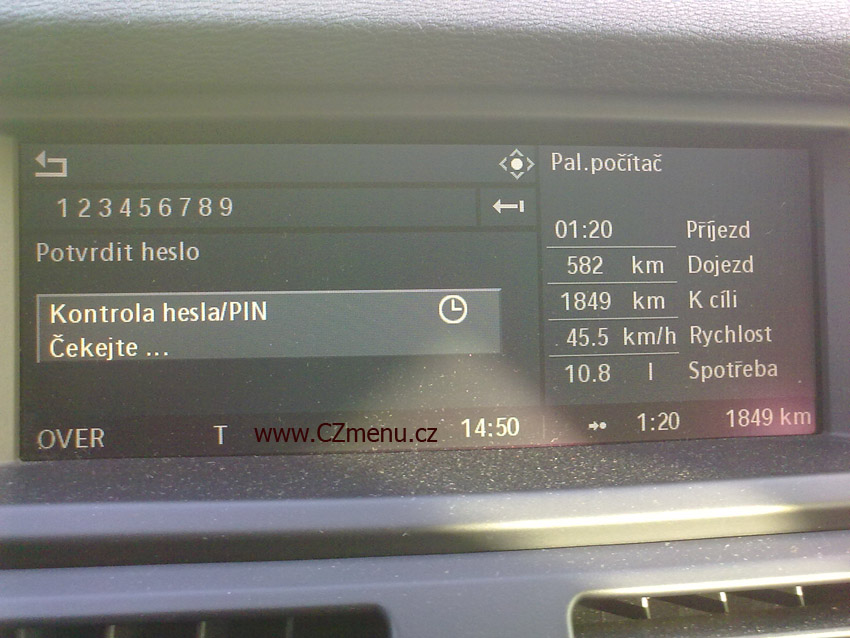 123456789
Potvrdit heslo
Kontrola hesla/PIN
Čekejte ...
OVER T www.CZmenu.cz 14:50
Pal.počítač
01:20 Příjezd
582 km Dojezd
1849 km K cíli
45.5 km/h Rychlost
10.8 l Spotřeba
1:20 1849 km